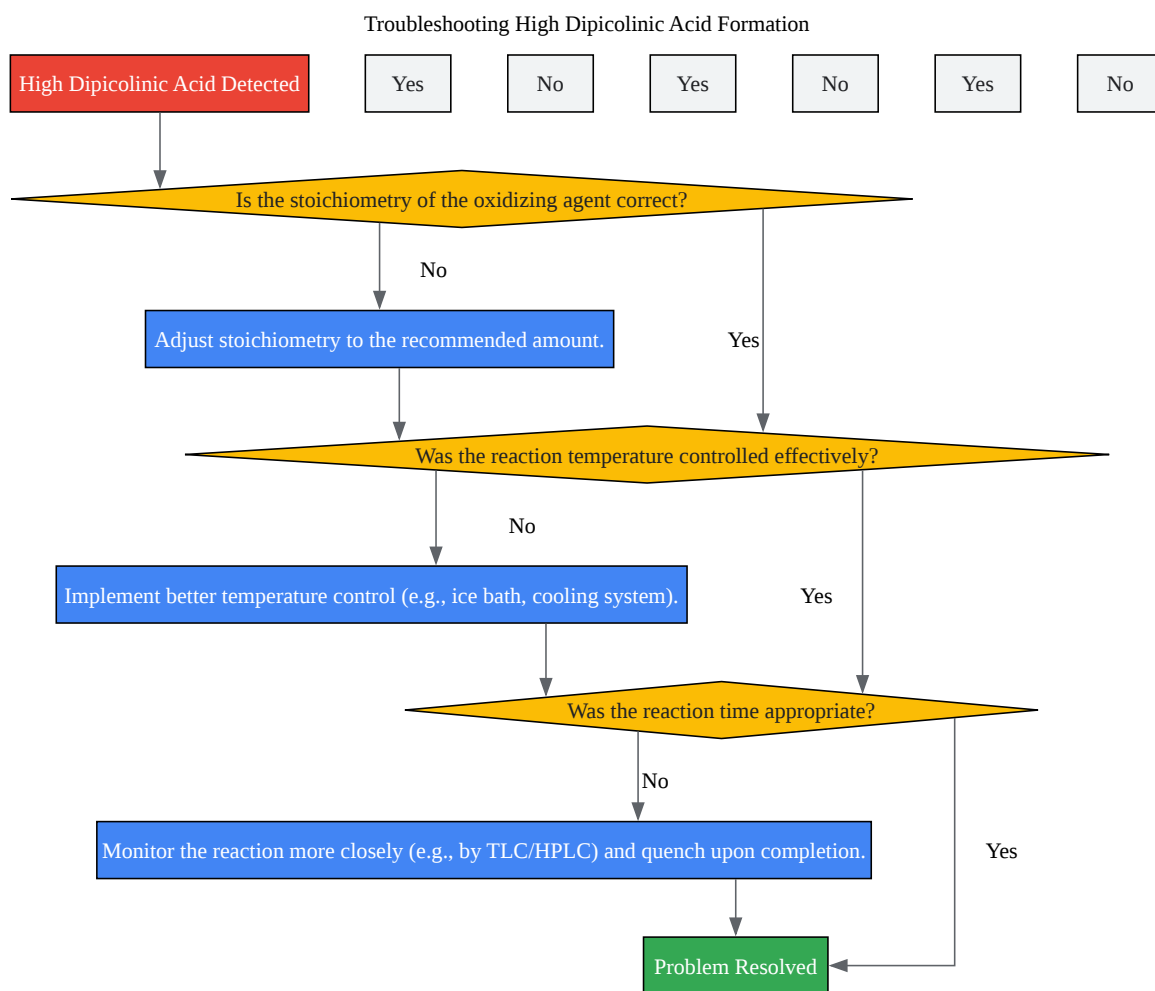 Troubleshooting High Dipicolinic Acid Formation
High Dipicolinic Acid Detected
Yes
No
Yes
No
Yes
No
Is the stoichiometry of the oxidizing agent correct?
No
Adjust stoichiometry to the recommended amount.
Yes
Was the reaction temperature controlled effectively?
No
Implement better temperature control (e.g., ice bath, cooling system).
Yes
Was the reaction time appropriate?
No
Monitor the reaction more closely (e.g., by TLC/HPLC) and quench upon completion.
Yes
Problem Resolved